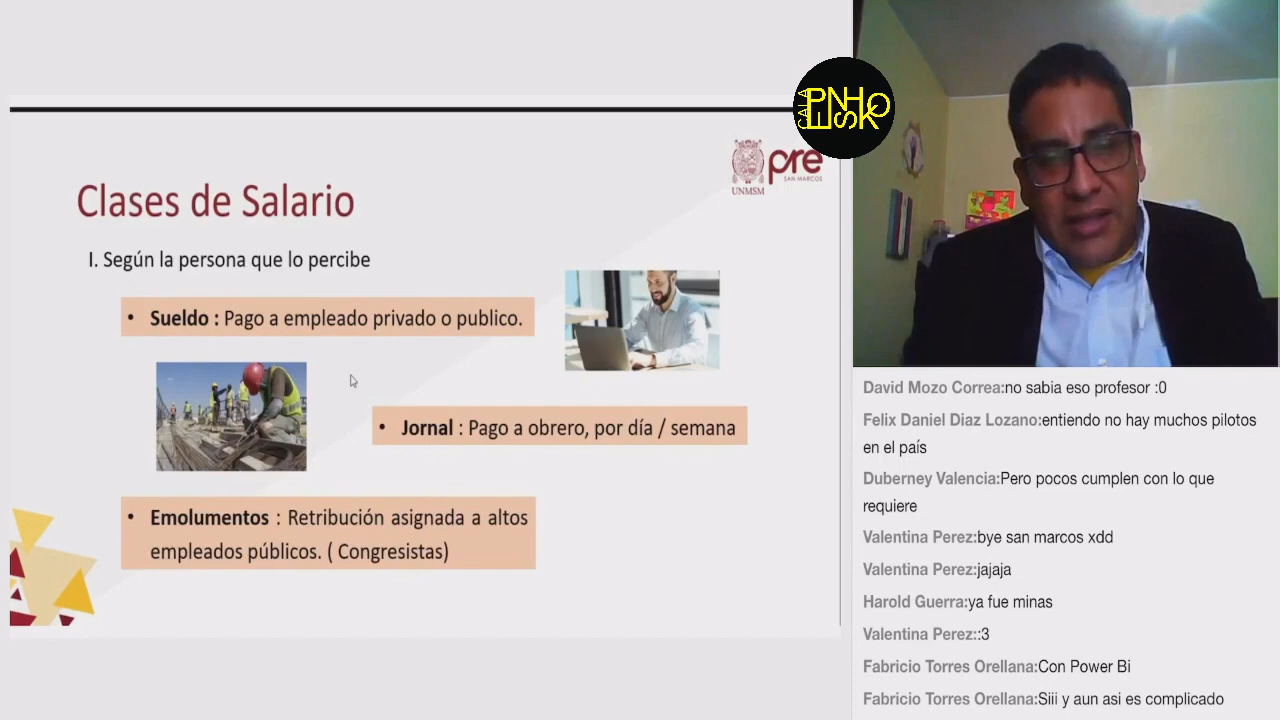 CALA
PNHO
ESK
pre
SAN MARCOS
UNMSM
Clases de Salario
I. Según la persona que lo percibe
• Sueldo : Pago a empleado privado o publico.
• Jornal : Pago a obrero, por día / semana
• Emolumentos : Retribución asignada a altos
empleados públicos. ( Congresistas)
David Mozo Correa:no sabia eso profesor :0
Felix Daniel Diaz Lozano:entiendo no hay muchos pilotos
en el país
Duberney Valencia:Pero pocos cumplen con lo que
requiere
Valentina Perez:bye san marcos xdd
Valentina Perez:jajaja
Harold Guerra:ya fue minas
Valentina Perez::3
Fabricio Torres Orellana:Con Power Bi
Fabricio Torres Orellana:Siii y aun asi es complicado